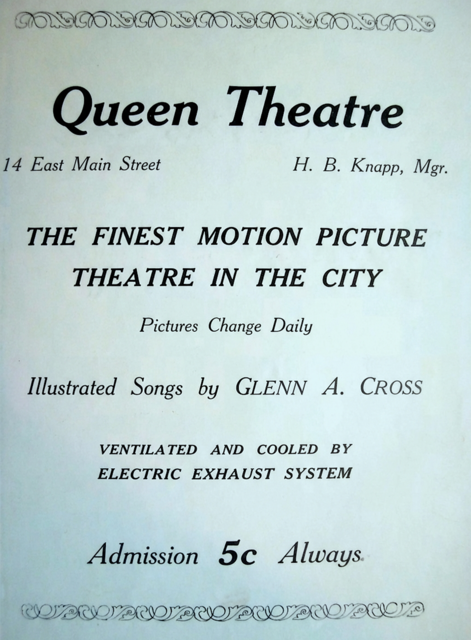 Queen Theatre
14 East Main Street H. B. Knapp, Mgr.
THE FINEST MOTION PICTURE
THEATRE IN THE CITY
Pictures Change Daily
Illustrated Songs by GLENN A. CROSS
VENTILATED AND COOLED BY
ELECTRIC EXHAUST SYSTEM
Admission 5c Always